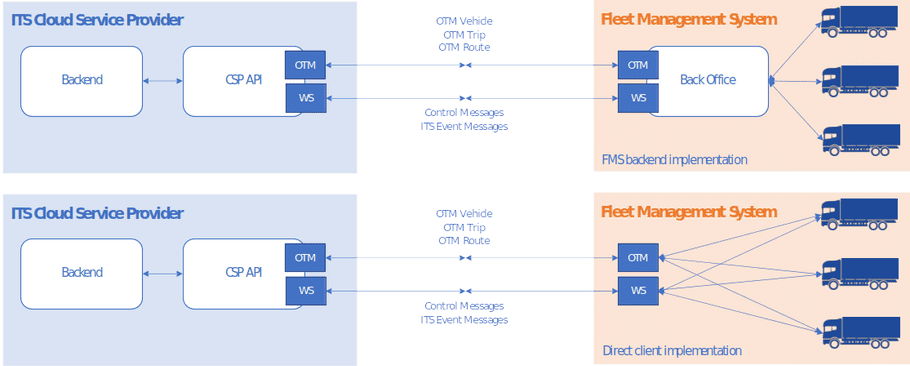 ITS Cloud Service Provider
Backend
CSP API
OTM
WS
OTM Vehicle
OTM Trip
OTM Route
Control Messages
ITS Event Messages
Fleet Management System
OTM
WS
Back Office
FMS backend implementation
ITS Cloud Service Provider
Backend
CSP API
OTM
WS
OTM Vehicle
OTM Trip
OTM Route
Control Messages
ITS Event Messages
Fleet Management System
OTM
WS
Direct client implementation